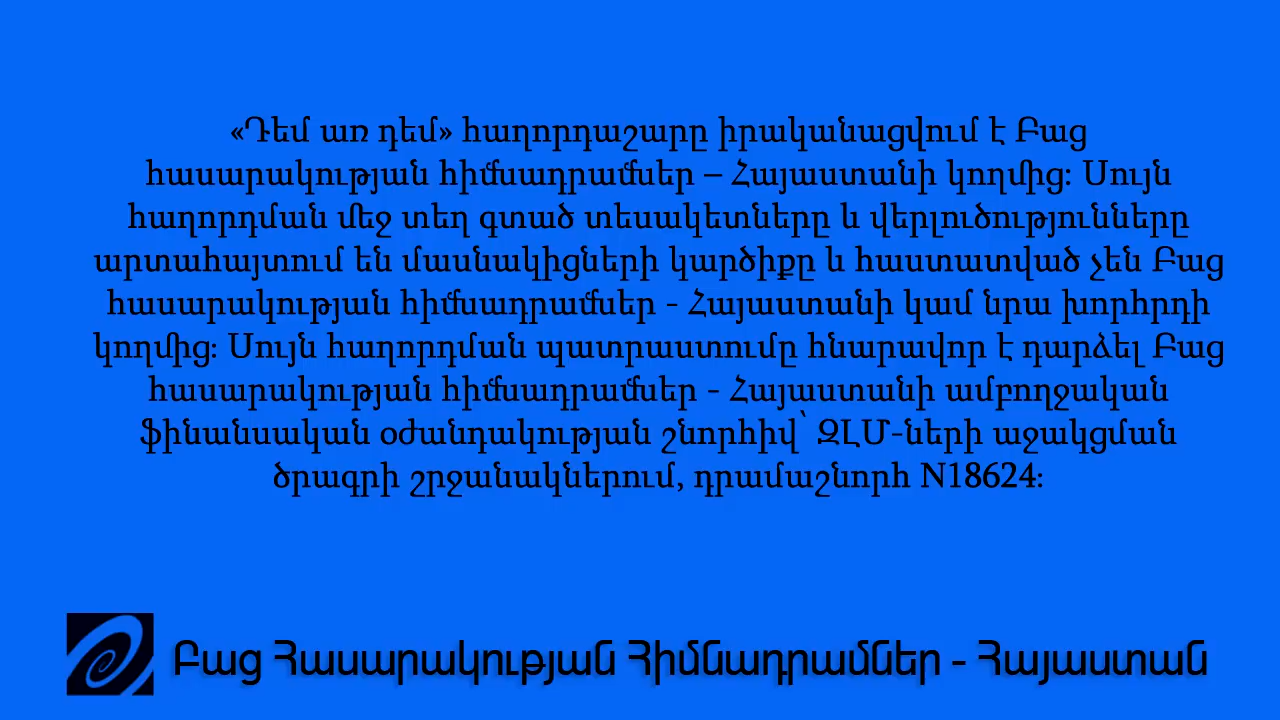 «Դեմ առ դեմ» հաղորդաշարը իրականացվում է Բաց
հասարակության հիմնադրամներ – Հայաստանի կողմից: Սույն
հաղորդման մեջ տեղ գտած տեսակետները և վերլուծությունները
արտահայտում են մասնակիցների կարծիքը և հաստատված չեն Բաց
հասարակության հիմնադրամներ - Հայաստանի կամ նրա խորհրդի
կողմից: Սույն հաղորդման պատրաստումը հնարավոր է դարձել Բաց
հասարակության հիմնադրամներ - Հայաստանի ամբողջական
ֆինանսական օժանդակության շնորհիվ՝ ԶԼՄ-ների աջակցման
ծրագրի շրջանակներում, դրամաշնորհ N18624:
Բաց Հասարակության Հիմնադրամներ - Հայաստան